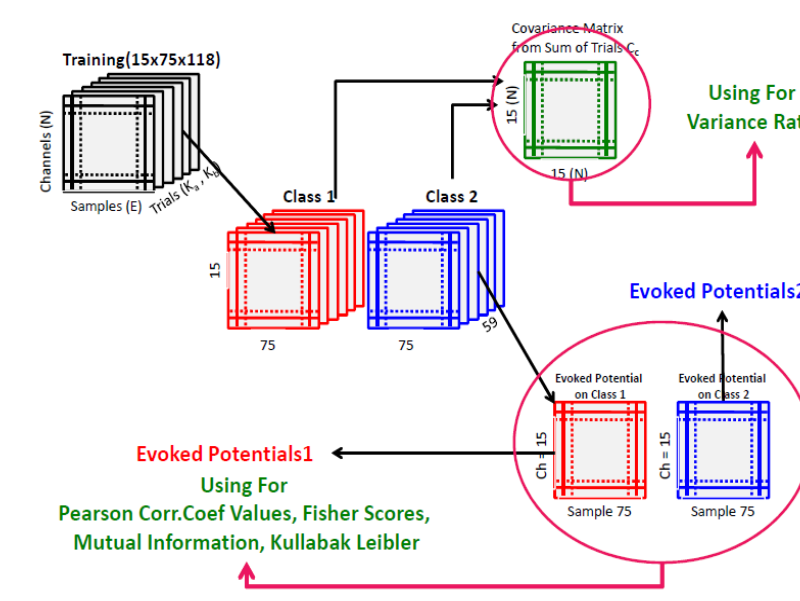 Covariance Matrix
from Sum of Trials Cc
Training(15x75x118)
Channels (N)
Samples (E)
Trials (Ka , Kb)
15 (N)
15 (N)
Using For
Variance Rat
Class 1
Class 2
15
75
75
59
Evoked Potentials2
Evoked Potential
on Class 1
Evoked Potential
on Class 2
Ch = 15
Ch = 15
Sample 75
Sample 75
Evoked Potentials1
Using For
Pearson Corr.Coef Values, Fisher Scores,
Mutual Information, Kullabak Leibler